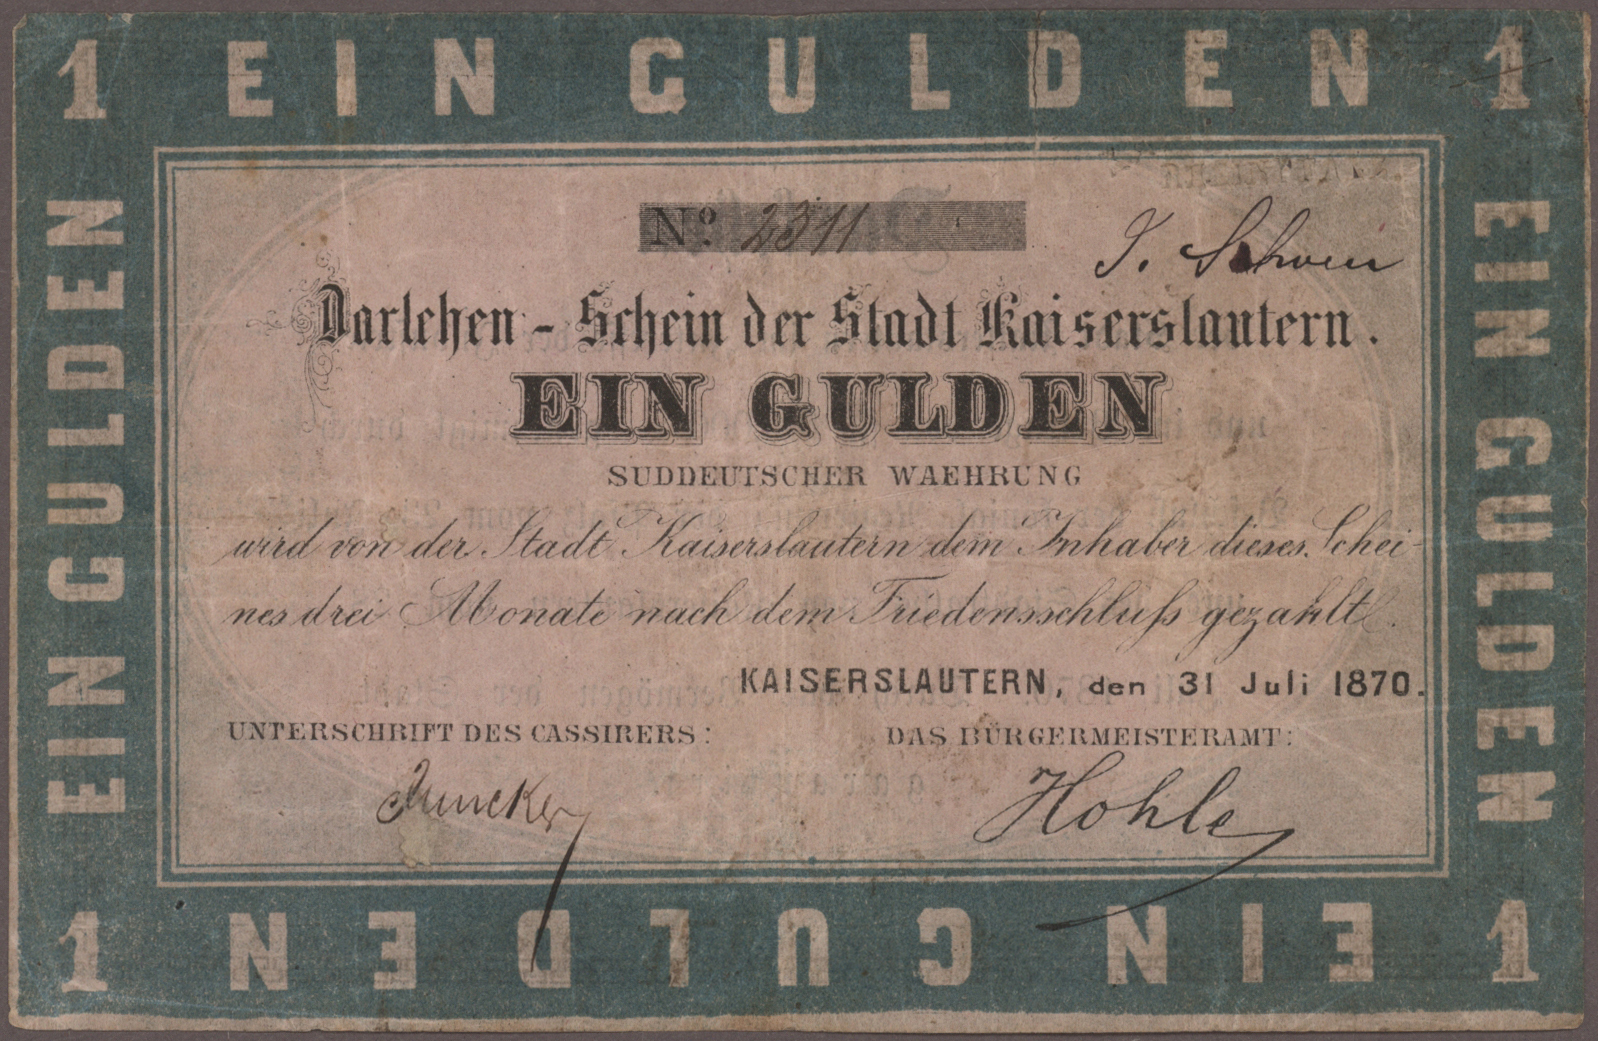 1 EIN GULDEN 1
EIN GULDEN
EIN GULDEN
Nº. 2311
Darlehen - Schein der Stadt Kaiserslautern.
EIN GULDEN
SUDDEUTSCHER WAEHRUNG
wird von der Stadt Kaiserslautern dem Inhaber dieses Schei-
nes drei Monate nach dem Friedensschluſs gezahlt.
KAISERSLAUTERN, den 31 Juli 1870.
UNTERSCHRIFT DES CASSIRERS:
DAS BÜRGERMEISTERAMT:
Hohle
1 EIN GULDEN 1